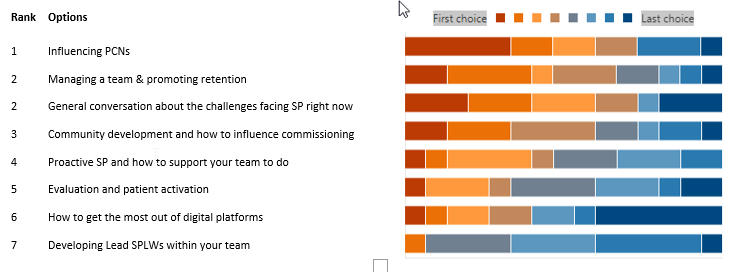 Rank Options
First choice Last choice
1 Influencing PCNs
2 Managing a team & promoting retention
2 General conversation about the challenges facing SP right now
3 Community development and how to influence commissioning
4 Proactive SP and how to support your team to do
5 Evaluation and patient activation
6 How to get the most out of digital platforms
7 Developing Lead SPLWs within your team